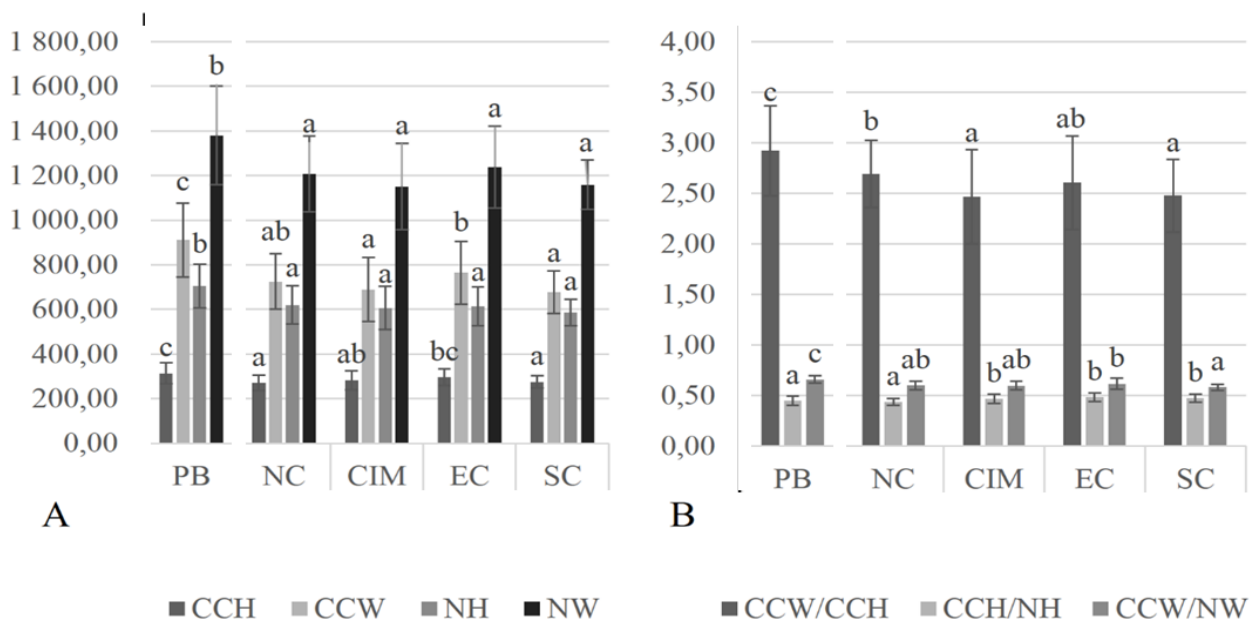 1 800,00
1 600,00
1 400,00
1 200,00
1 000,00
800,00
600,00
400,00
200,00
0,00
c c b b
a ab a a
ab a a a
bc b a a
a a a a
PB NC CIM EC SC
A
CCH CCW NH NW
4,00
3,50
3,00
2,50
2,00
1,50
1,00
0,50
0,00
c a c
b a ab
a b ab
ab b b
a b a
PB NC CIM EC SC
B
CCW/CCH CCH/NH CCW/NW